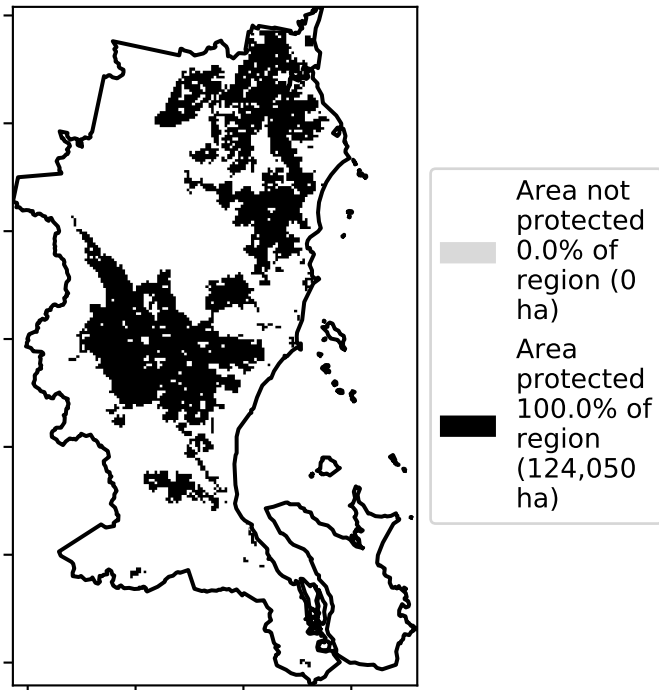 Area not
protected
0.0% of
region (0
ha)
Area
protected
100.0% of
region
(124,050
ha)